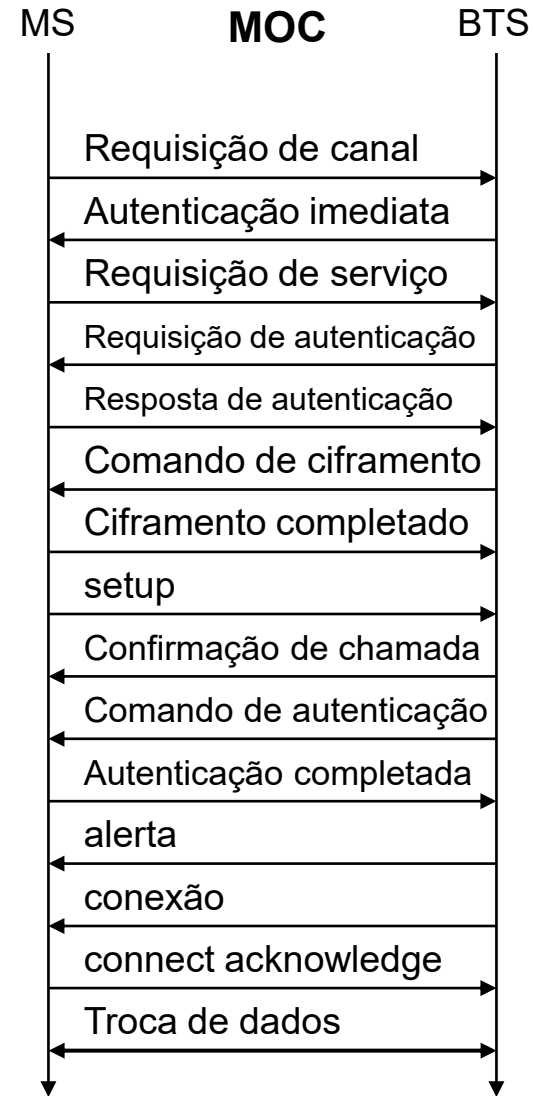 MS MOC BTS
Requisição de canal
Autenticação imediata
Requisição de serviço
Requisição de autenticação
Resposta de autenticação
Comando de ciframento
Ciframento completado
setup
Confirmação de chamada
Comando de autenticação
Autenticação completada
alerta
conexão
connect acknowledge
Troca de dados